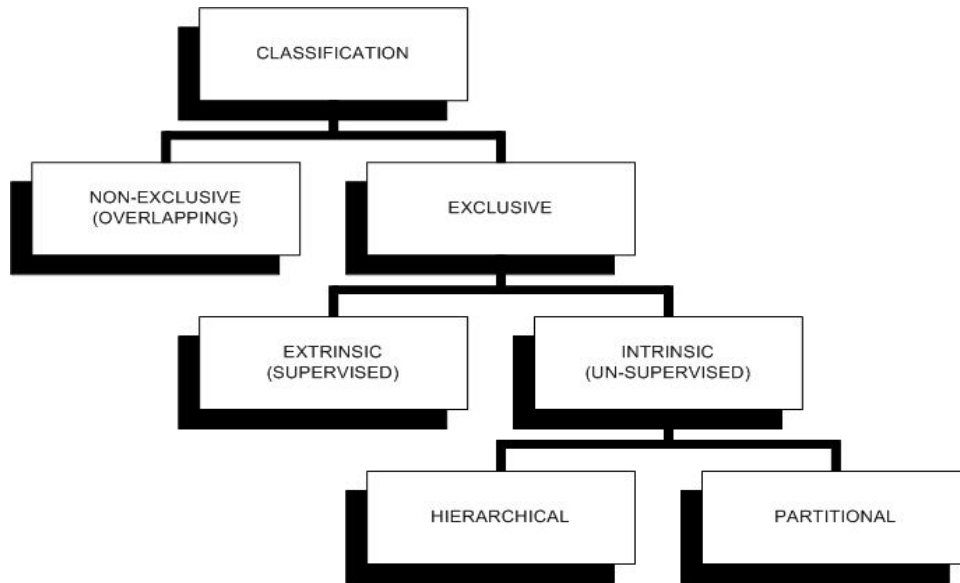 CLASSIFICATION
NON-EXCLUSIVE
(OVERLAPPING)
EXCLUSIVE
EXTRINSIC
(SUPERVISED)
INTRINSIC
(UN-SUPERVISED)
HIERARCHICAL
PARTITIONAL